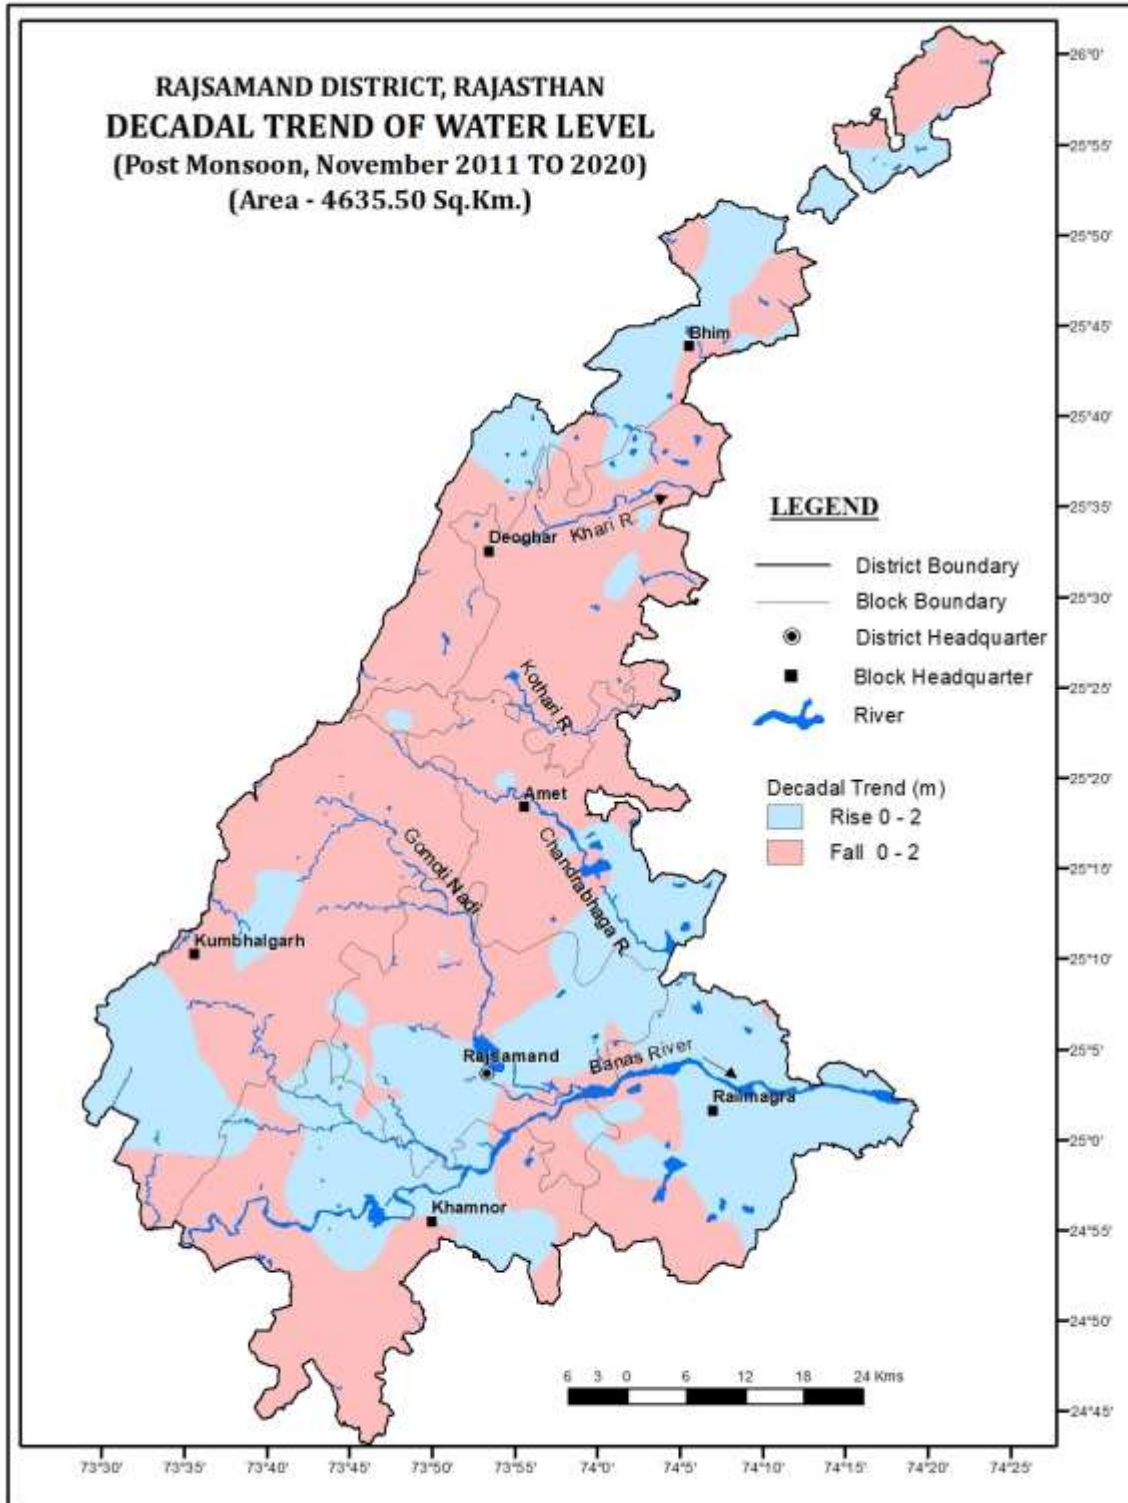 RAJSAMAND DISTRICT, RAJASTHAN
DECADAL TREND OF WATER LEVEL
(Post Monsoon, November 2011 TO 2020)
(Area - 4635.50 Sq.Km.)
26°0'
25°55'
25°50'
25°45'
25°40'
25°35'
25°30'
25°25'
25°20'
25°15'
25°10'
25°5'
25°0'
24°55'
24°50'
24°45'
Bhim
Deoghar
Khari R
Kothari R.
Amet
Gomoti Nadi
Chandrabhaga R.
Kumbhalgarh
Rajsamand
Banas River
Railmagra
Khamnor
LEGEND
District Boundary
Block Boundary
District Headquarter
Block Headquarter
River
Decadal Trend (m)
Rise 0 - 2
Fall 0 - 2
6 3 0 6 12 18 24 Kms
73°30' 73°35' 73°40' 73°45' 73°50' 73°55' 74°0' 74°5' 74°10' 74°15' 74°20' 74°25'